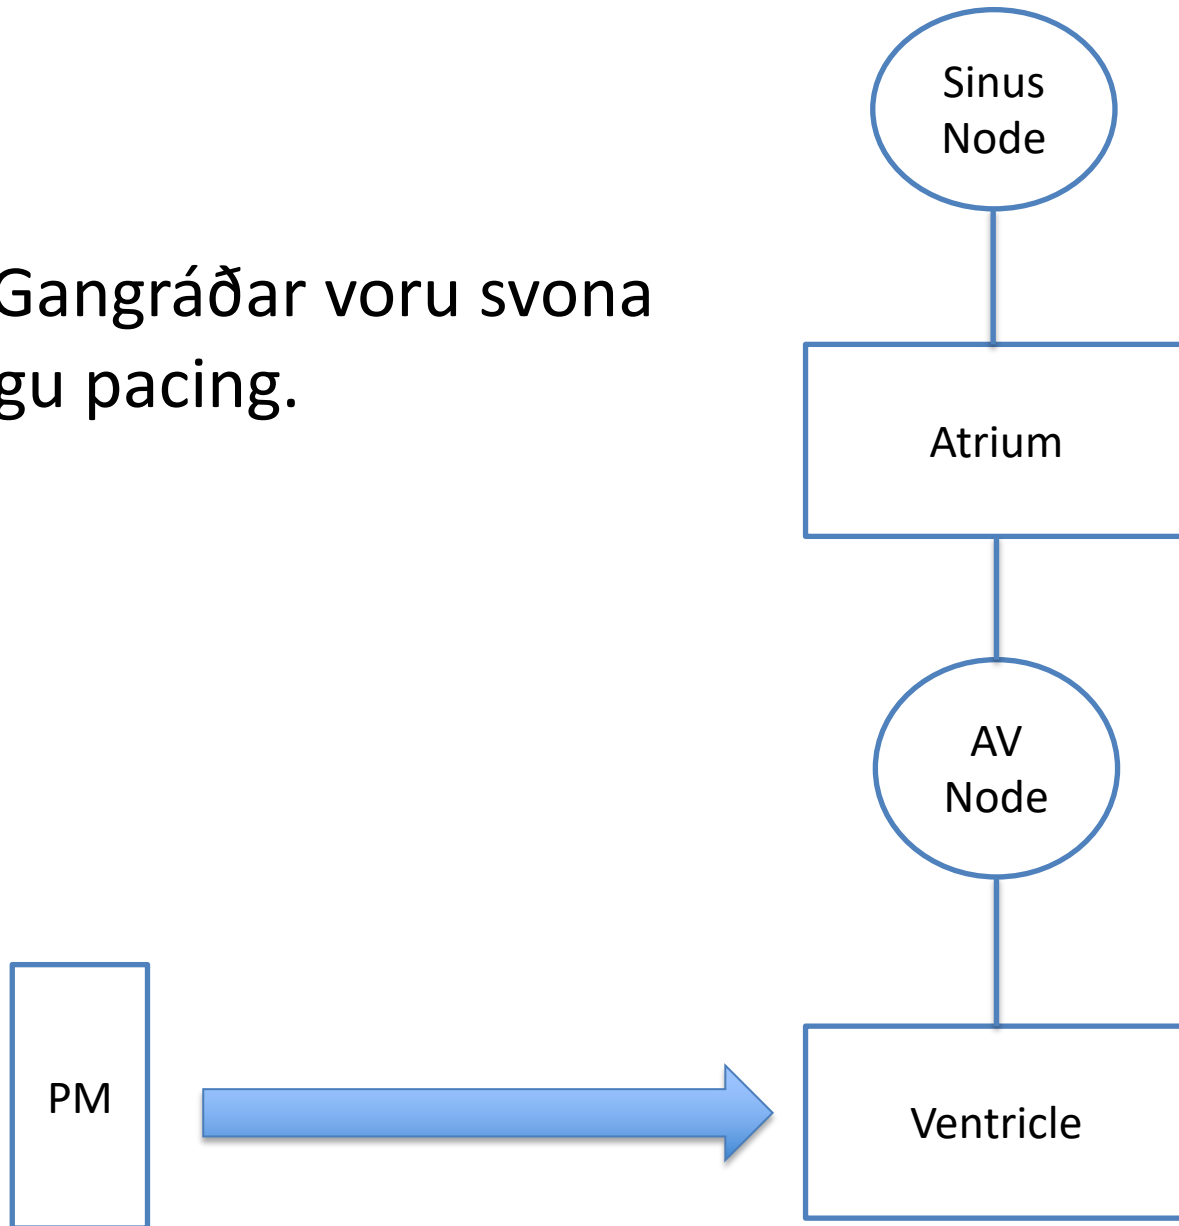 Sinus
Node
Gangráðar voru svona
gu pacing.
Atrium
AV
Node
PM
Ventricle